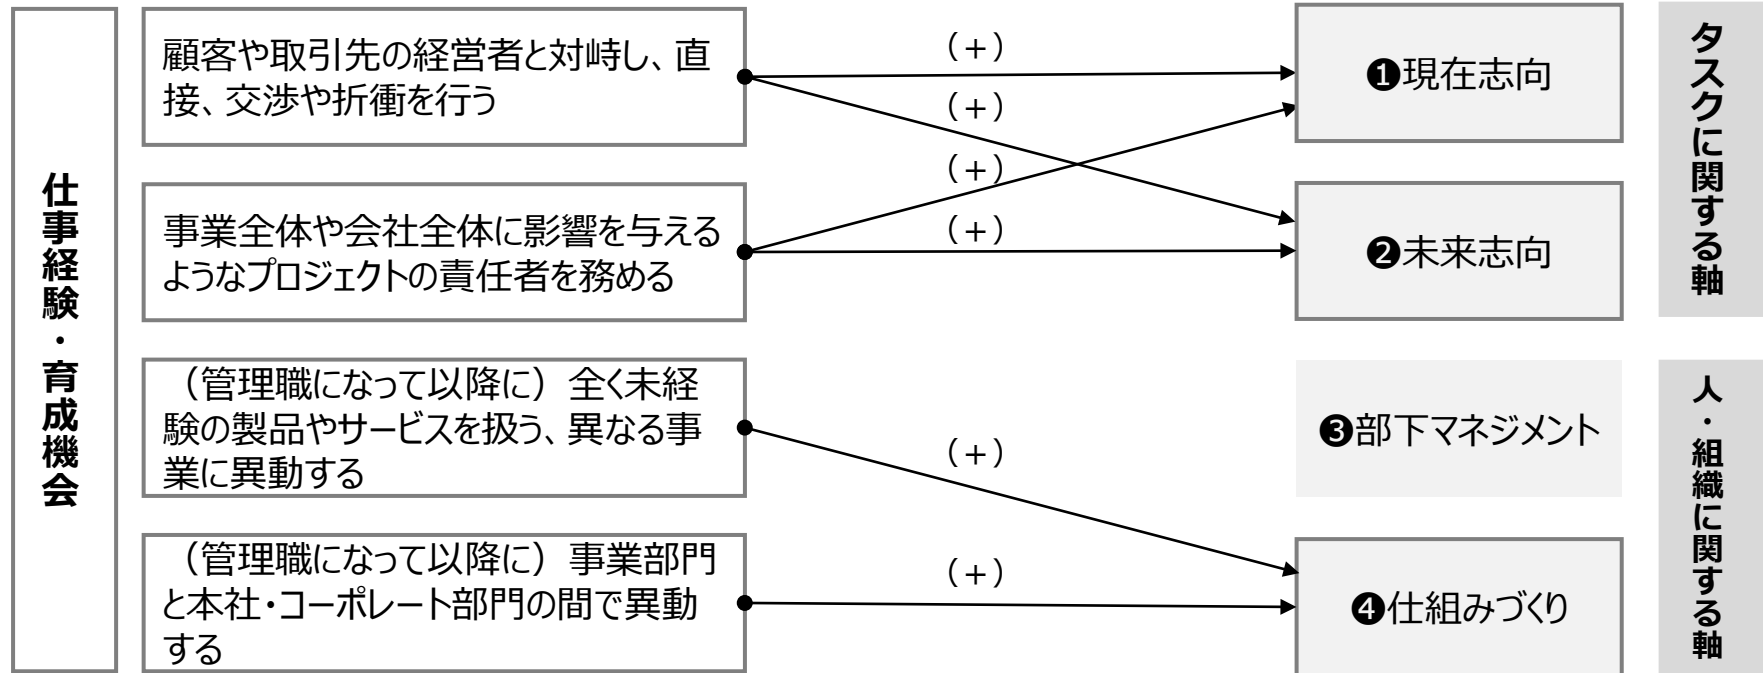 仕事経験・育成機会
顧客や取引先の経営者と対峙し、直
接、交渉や折衝を行う
事業全体や会社全体に影響を与える
ようなプロジェクトの責任者を務める
（管理職になって以降に）全く未経
験の製品やサービスを扱う、異なる事
業に異動する
（管理職になって以降に）事業部門
と本社・コーポレート部門の間で異動
する
（+）
（+）
（+）
（+）
（+）
（+）
❶現在志向
❷未来志向
❸部下マネジメント
❹仕組みづくり
タスクに関する軸
人・組織に関する軸